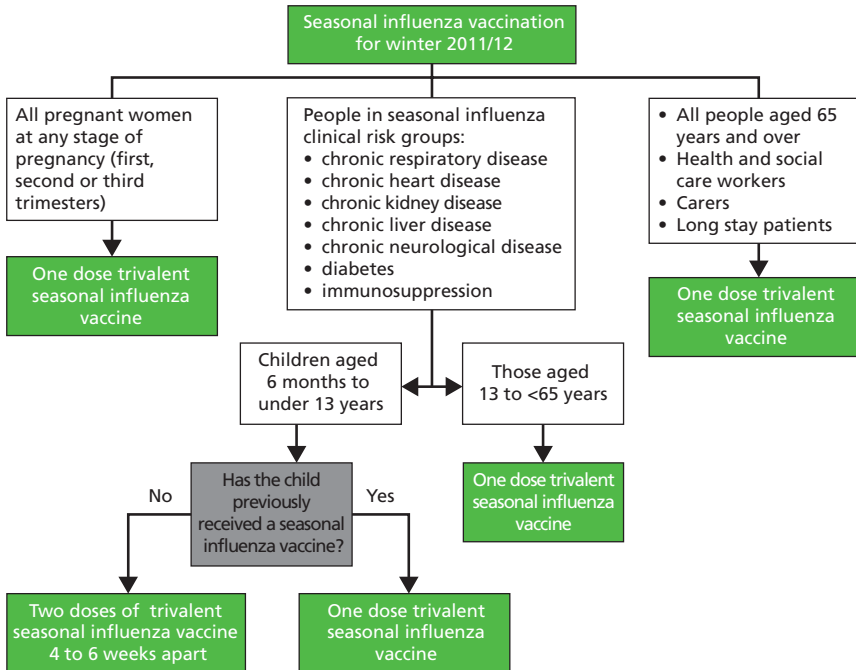 Seasonal influenza vaccination
for winter 2011/12
All pregnant women
at any stage of
pregnancy (first,
second or third
trimesters)
One dose trivalent
seasonal influenza
vaccine
People in seasonal influenza
clinical risk groups:
• chronic respiratory disease
• chronic heart disease
• chronic kidney disease
• chronic liver disease
• chronic neurological disease
• diabetes
• immunosuppression
• All people aged 65
years and over
• Health and social
care workers
• Carers
• Long stay patients
One dose trivalent
seasonal influenza
vaccine
Children aged
6 months to
under 13 years
Those aged
13 to <65 years
Has the child
previously
received a seasonal
influenza vaccine?
No
Yes
One dose trivalent
seasonal influenza
vaccine
Two doses of trivalent
seasonal influenza vaccine
4 to 6 weeks apart
One dose trivalent
seasonal influenza
vaccine